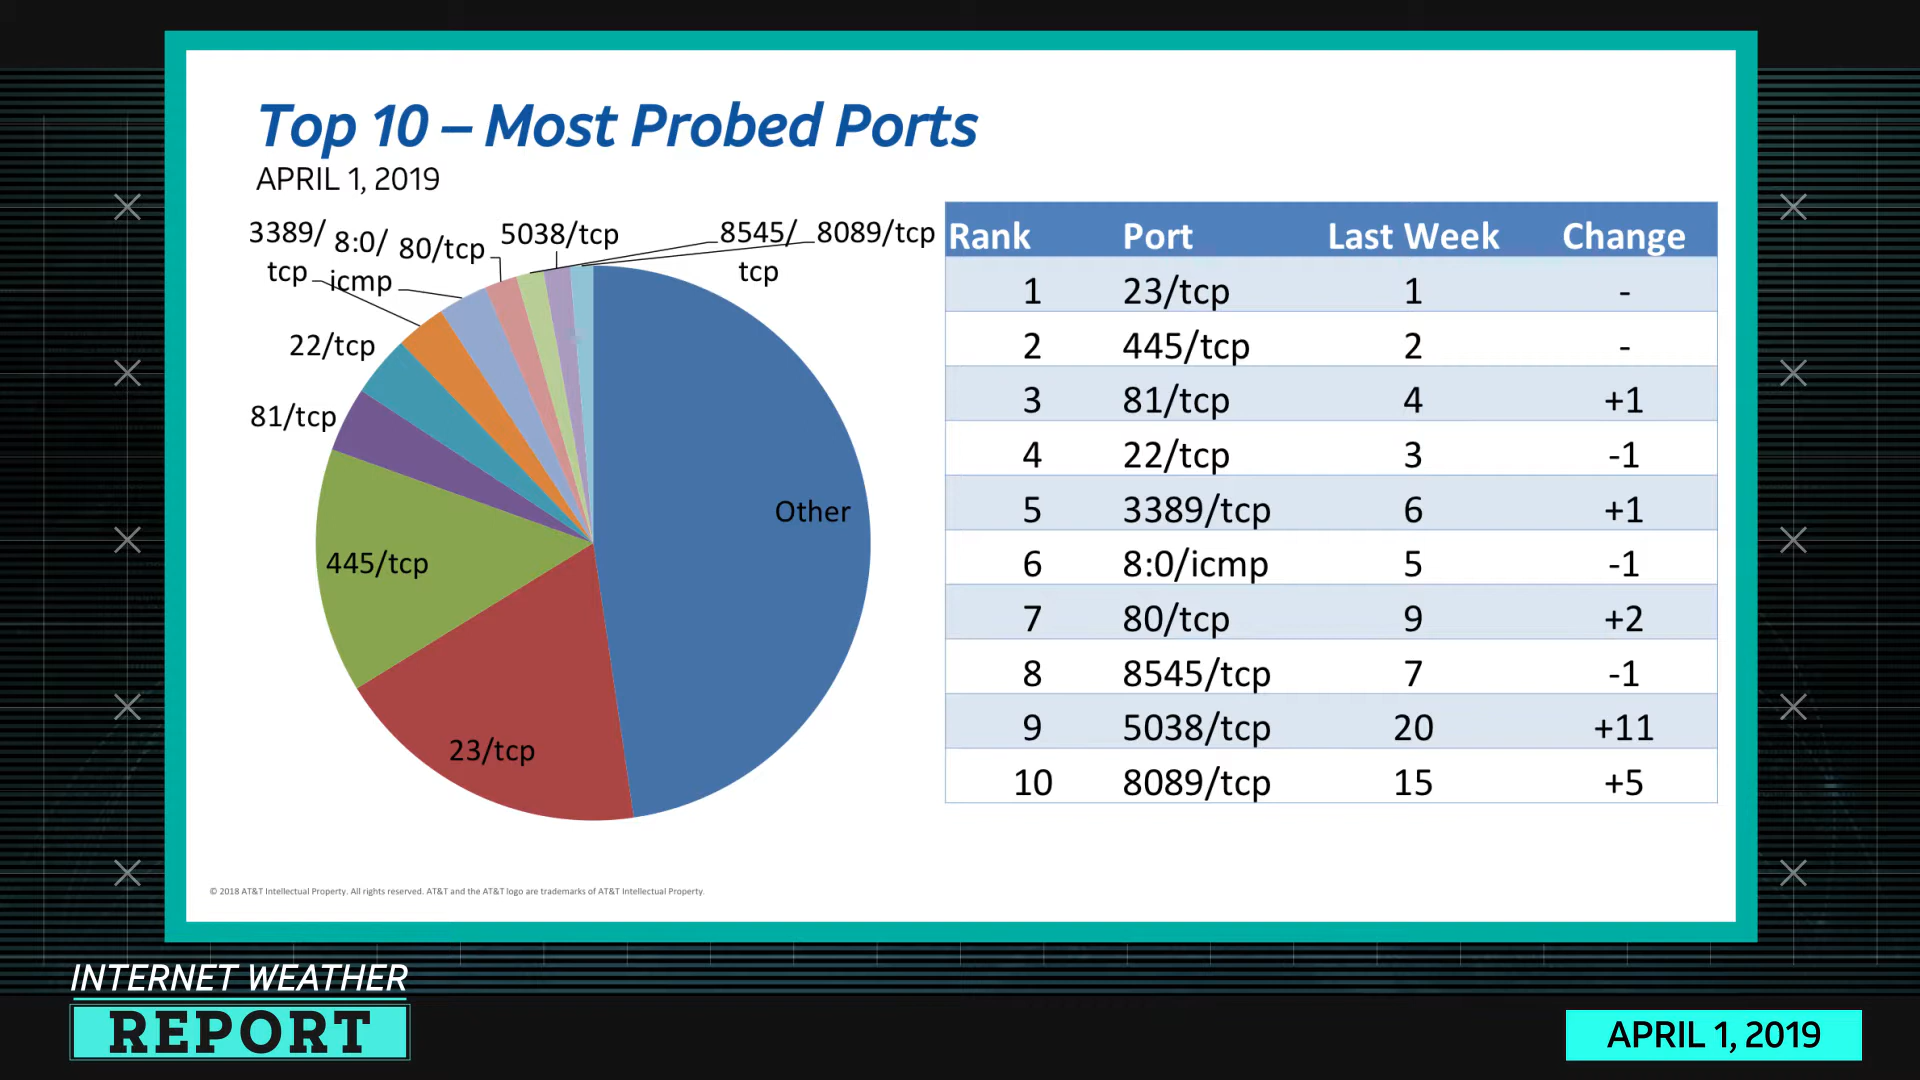 Top 10 – Most Probed Ports
APRIL 1, 2019
3389/
tcp
8:0/
icmp
80/tcp
5038/tcp
8545/
tcp
8089/tcp
22/tcp
81/tcp
445/tcp
23/tcp
Other
Rank Port Last Week Change
1 23/tcp 1 -
2 445/tcp 2 -
3 81/tcp 4 +1
4 22/tcp 3 -1
5 3389/tcp 6 +1
6 8:0/icmp 5 -1
7 80/tcp 9 +2
8 8545/tcp 7 -1
9 5038/tcp 20 +11
10 8089/tcp 15 +5
© 2018 AT&T Intellectual Property. All rights reserved. AT&T and the AT&T logo are trademarks of AT&T Intellectual Property.
INTERNET WEATHER
REPORT
APRIL 1, 2019